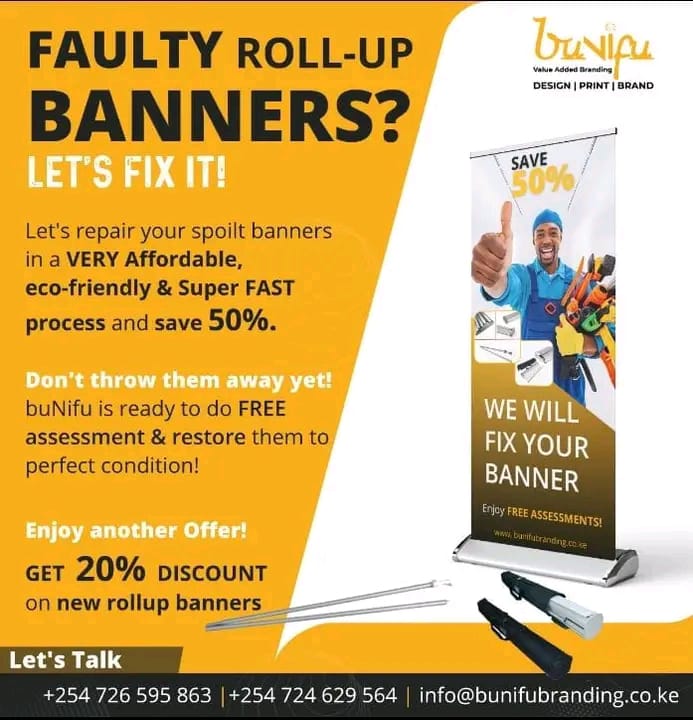 FAULTY ROLL-UP
BANNERS?
LET'S FIX IT!
Let's repair your spoilt banners
in a VERY Affordable,
eco-friendly & Super FAST
process and save 50%.
Don't throw them away yet!
buNifu is ready to do FREE
assessment & restore them to
perfect condition!
Enjoy another Offer!
GET 20% DISCOUNT
on new rollup banners
buNifu
Value Added Branding
DESIGN | PRINT | BRAND
SAVE
50%
WE WILL
FIX YOUR
BANNER
Enjoy FREE ASSESSMENTS!
www.bunifubranding.co.ke
Let's Talk
+254 726 595 863 | +254 724 629 564 | info@bunifubranding.co.ke